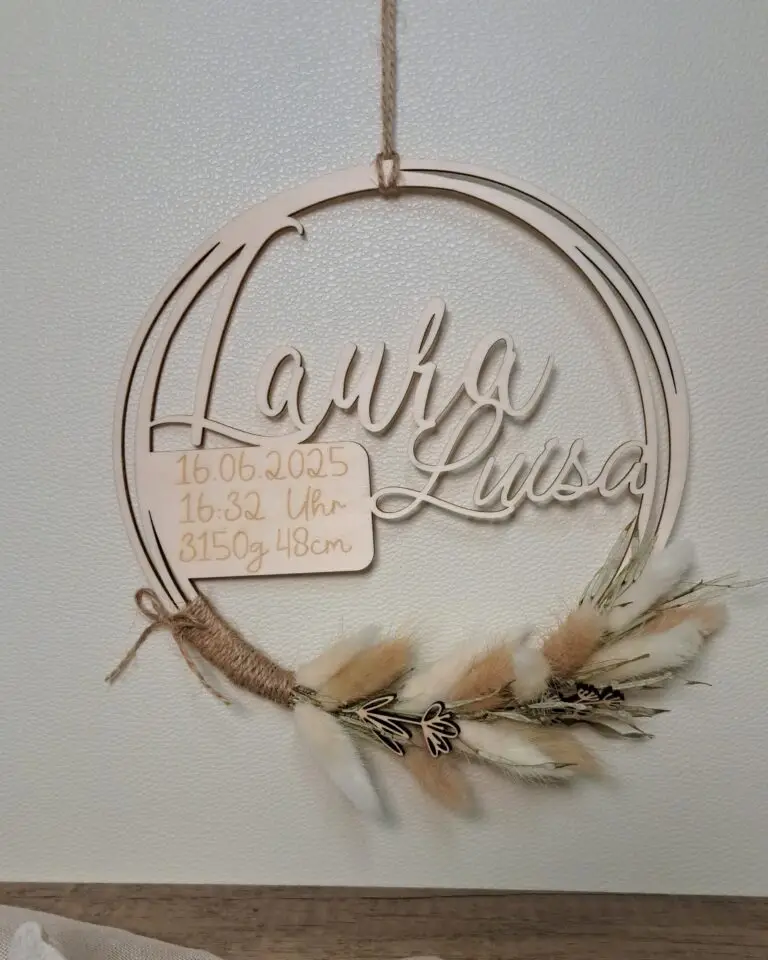 Laura
Luisa
16.06.2025
16:32 Uhr
3150g 48cm